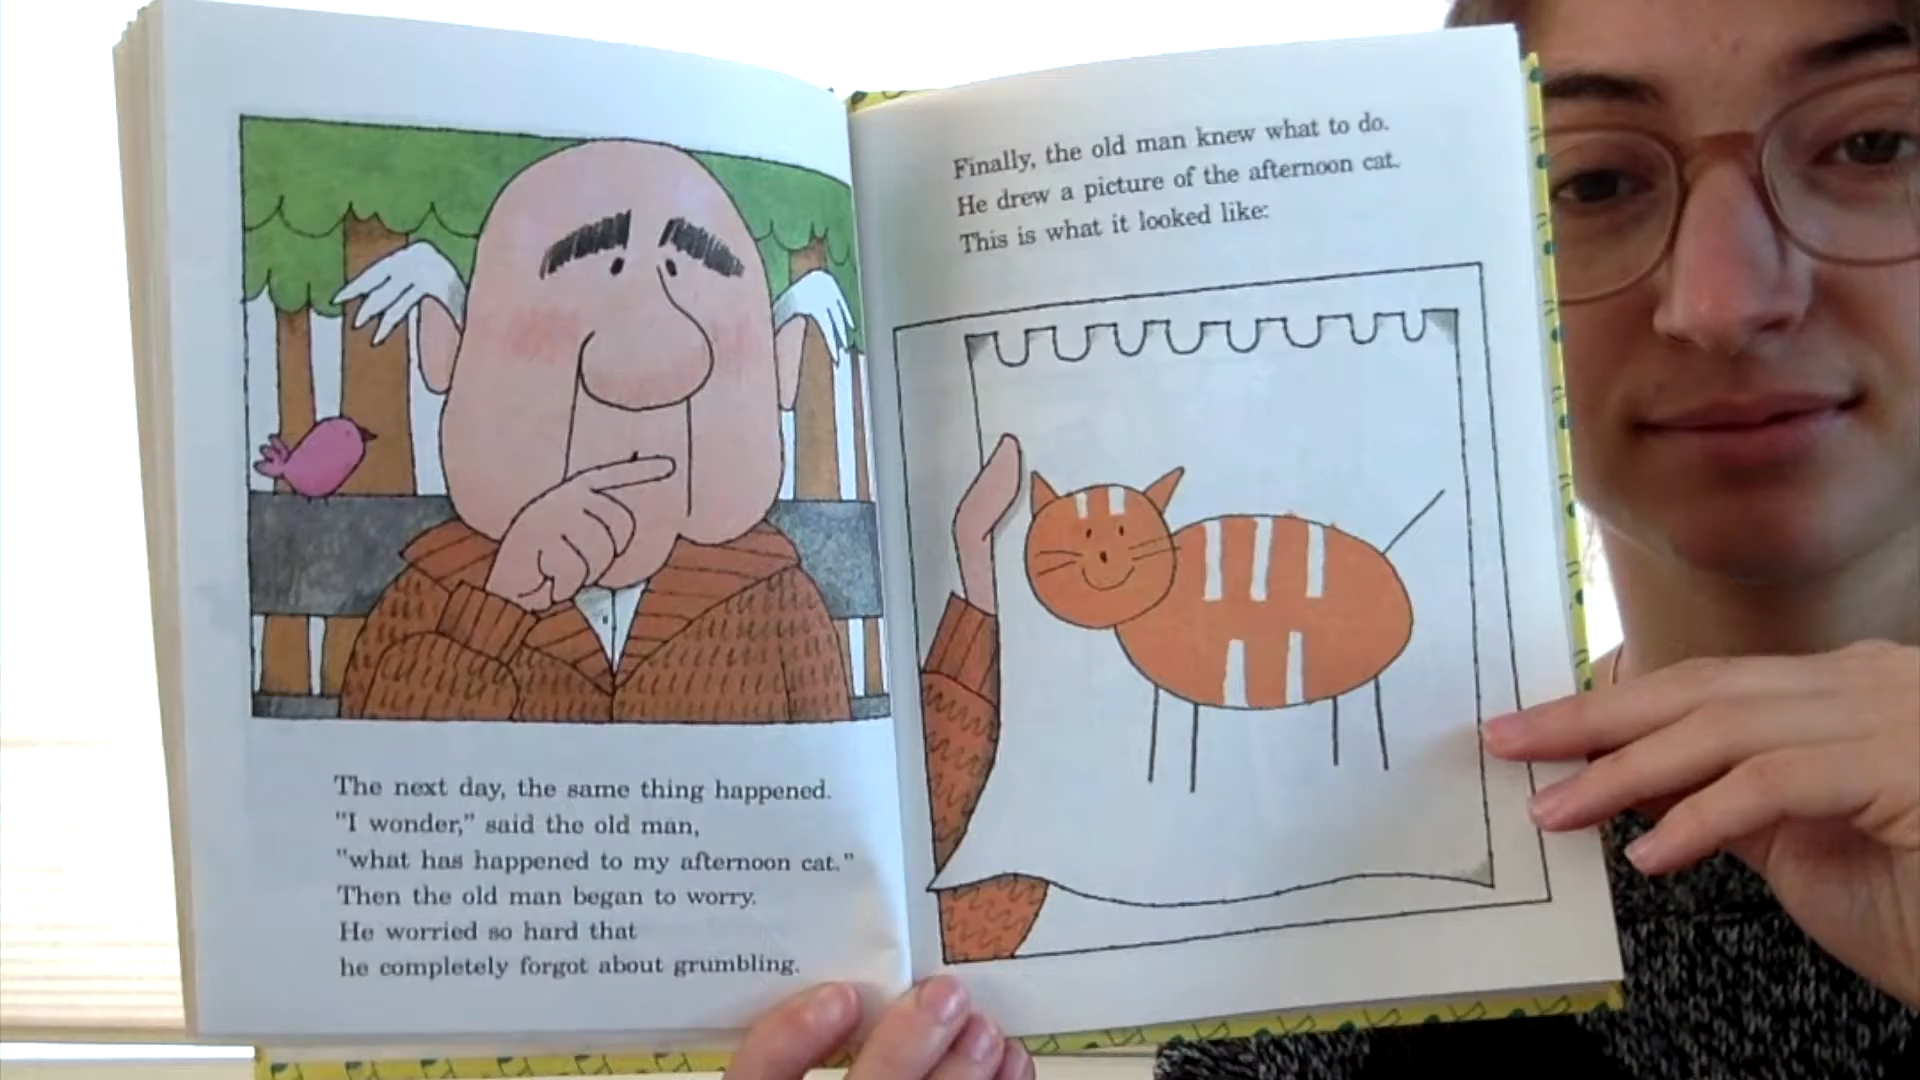 The next day, the same thing happened.
"I wonder," said the old man,
"what has happened to my afternoon cat."
Then the old man began to worry.
He worried so hard that
he completely forgot about grumbling.
Finally, the old man knew what to do.
He drew a picture of the afternoon cat.
This is what it looked like: